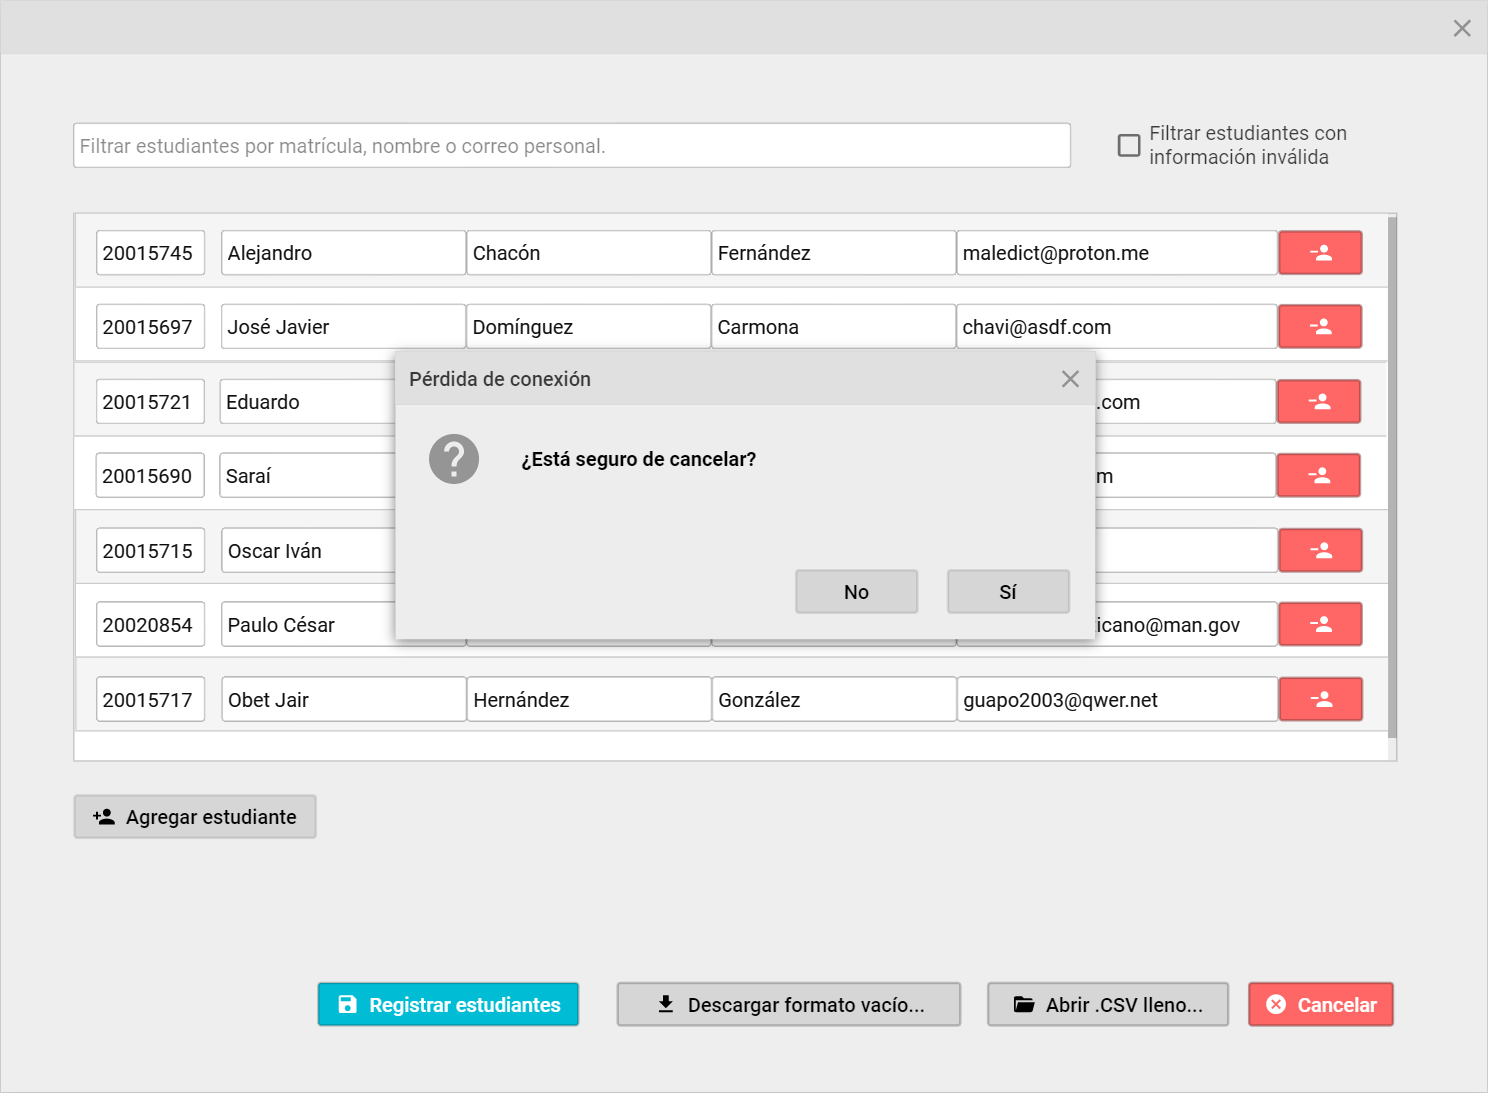 Filtrar estudiantes por matrícula, nombre o correo personal.
Filtrar estudiantes con
información inválida
20015745 Alejandro Chacón Fernández maledict@proton.me
20015697 José Javier Domínguez Carmona chavi@asdf.com
Pérdida de conexión
20015721 Eduardo .com
¿Está seguro de cancelar?
20015690 Saraí m
20015715 Oscar Iván
No Sí
20020854 Paulo César icano@man.gov
20015717 Obet Jair Hernández González guapo2003@qwer.net
Agregar estudiante
Registrar estudiantes Descargar formato vacío... Abrir .CSV lleno... Cancelar